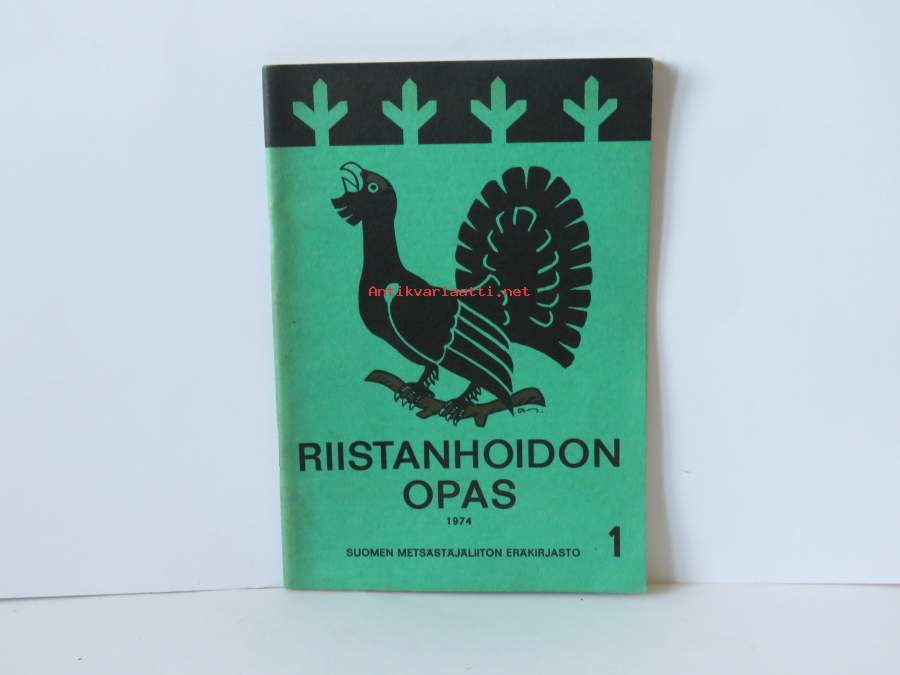 Antikvariaatti.net
RIISTANHOIDON
OPAS
1974
SUOMEN METSÄSTÄJÄLIITON ERÄKIRJASTO 1